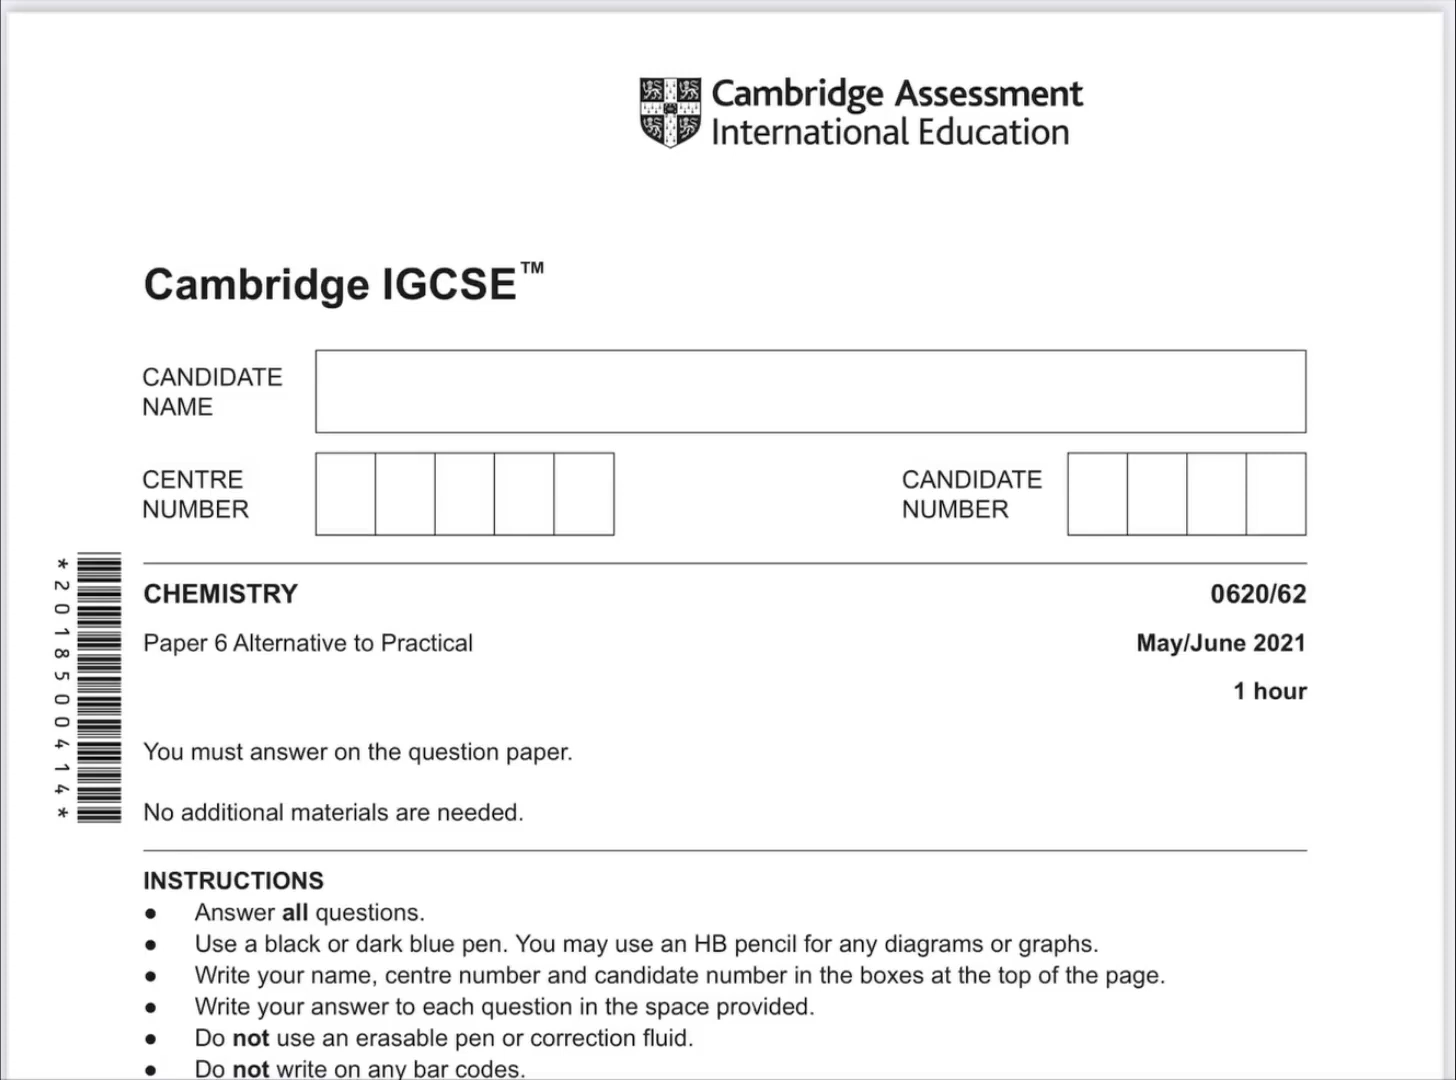 Cambridge Assessment
International Education
Cambridge IGCSE™
CANDIDATE
NAME
CENTRE
NUMBER
CANDIDATE
NUMBER
*2018500414*
CHEMISTRY 0620/62
Paper 6 Alternative to Practical May/June 2021
1 hour
You must answer on the question paper.
No additional materials are needed.
INSTRUCTIONS
● Answer all questions.
● Use a black or dark blue pen. You may use an HB pencil for any diagrams or graphs.
● Write your name, centre number and candidate number in the boxes at the top of the page.
● Write your answer to each question in the space provided.
● Do not use an erasable pen or correction fluid.
● Do not write on any bar codes.